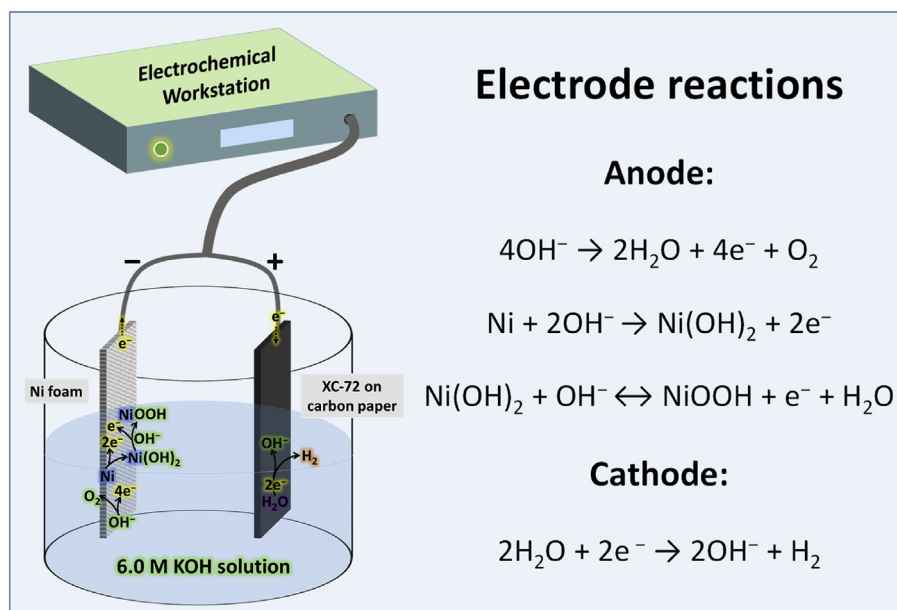 Electrochemical
Workstation
Electrode reactions
Anode:
4OH⁻ → 2H₂O + 4e⁻ + O₂
Ni + 2OH⁻ → Ni(OH)₂ + 2e⁻
Ni(OH)₂ + OH⁻ ↔ NiOOH + e⁻ + H₂O
Cathode:
2H₂O + 2e⁻ → 2OH⁻ + H₂
−
+
e⁻
e⁻
Ni foam
XC-72 on
carbon paper
NiOOH
e⁻
OH⁻
2e⁻
Ni(OH)₂
Ni
O₂
4e⁻
OH⁻
OH⁻
H₂
2e⁻
H₂O
6.0 M KOH solution